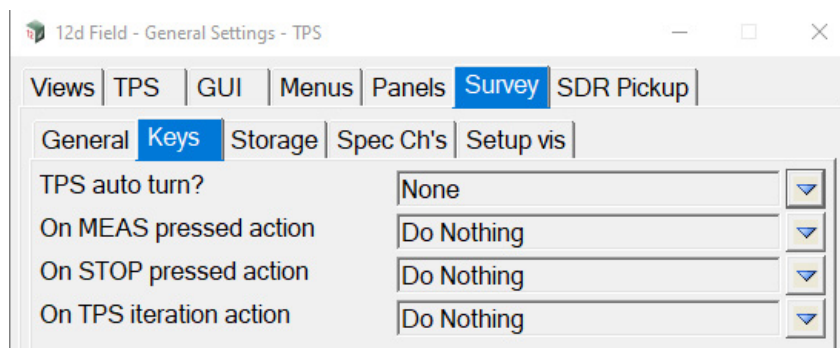 12d Field - General Settings - TPS
Views TPS GUI Menus Panels Survey SDR Pickup
General Keys Storage Spec Ch's Setup vis
TPS auto turn? None
On MEAS pressed action Do Nothing
On STOP pressed action Do Nothing
On TPS iteration action Do Nothing